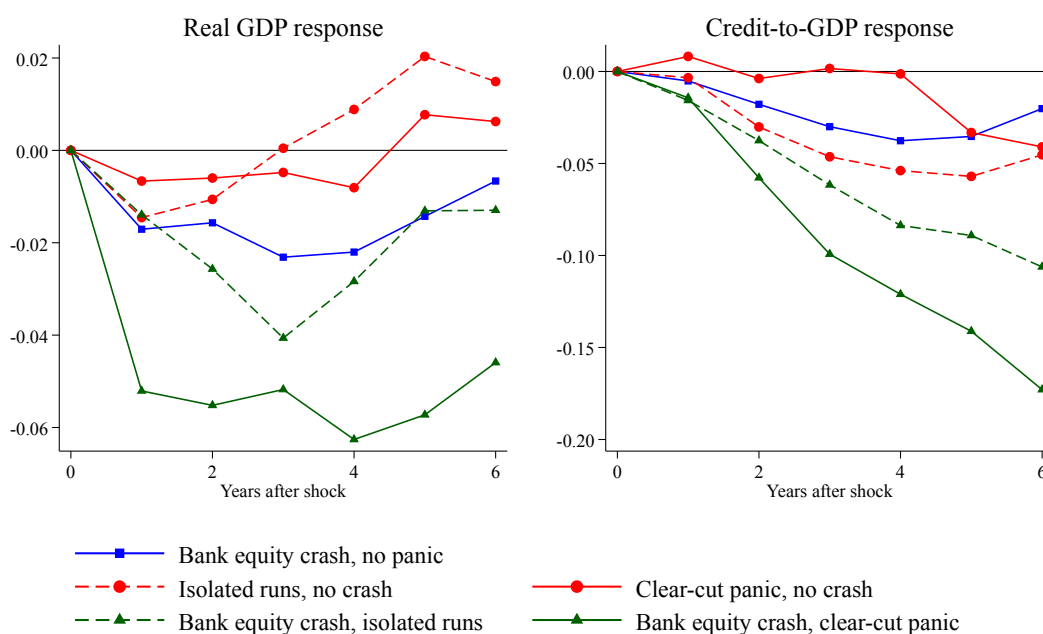 Real GDP response
0.02
0.00
-0.02
-0.04
-0.06
0 2 4 6
Years after shock
Credit-to-GDP response
0.00
-0.05
-0.10
-0.15
-0.20
0 2 4 6
Years after shock
Bank equity crash, no panic
Isolated runs, no crash
Clear-cut panic, no crash
Bank equity crash, isolated runs
Bank equity crash, clear-cut panic